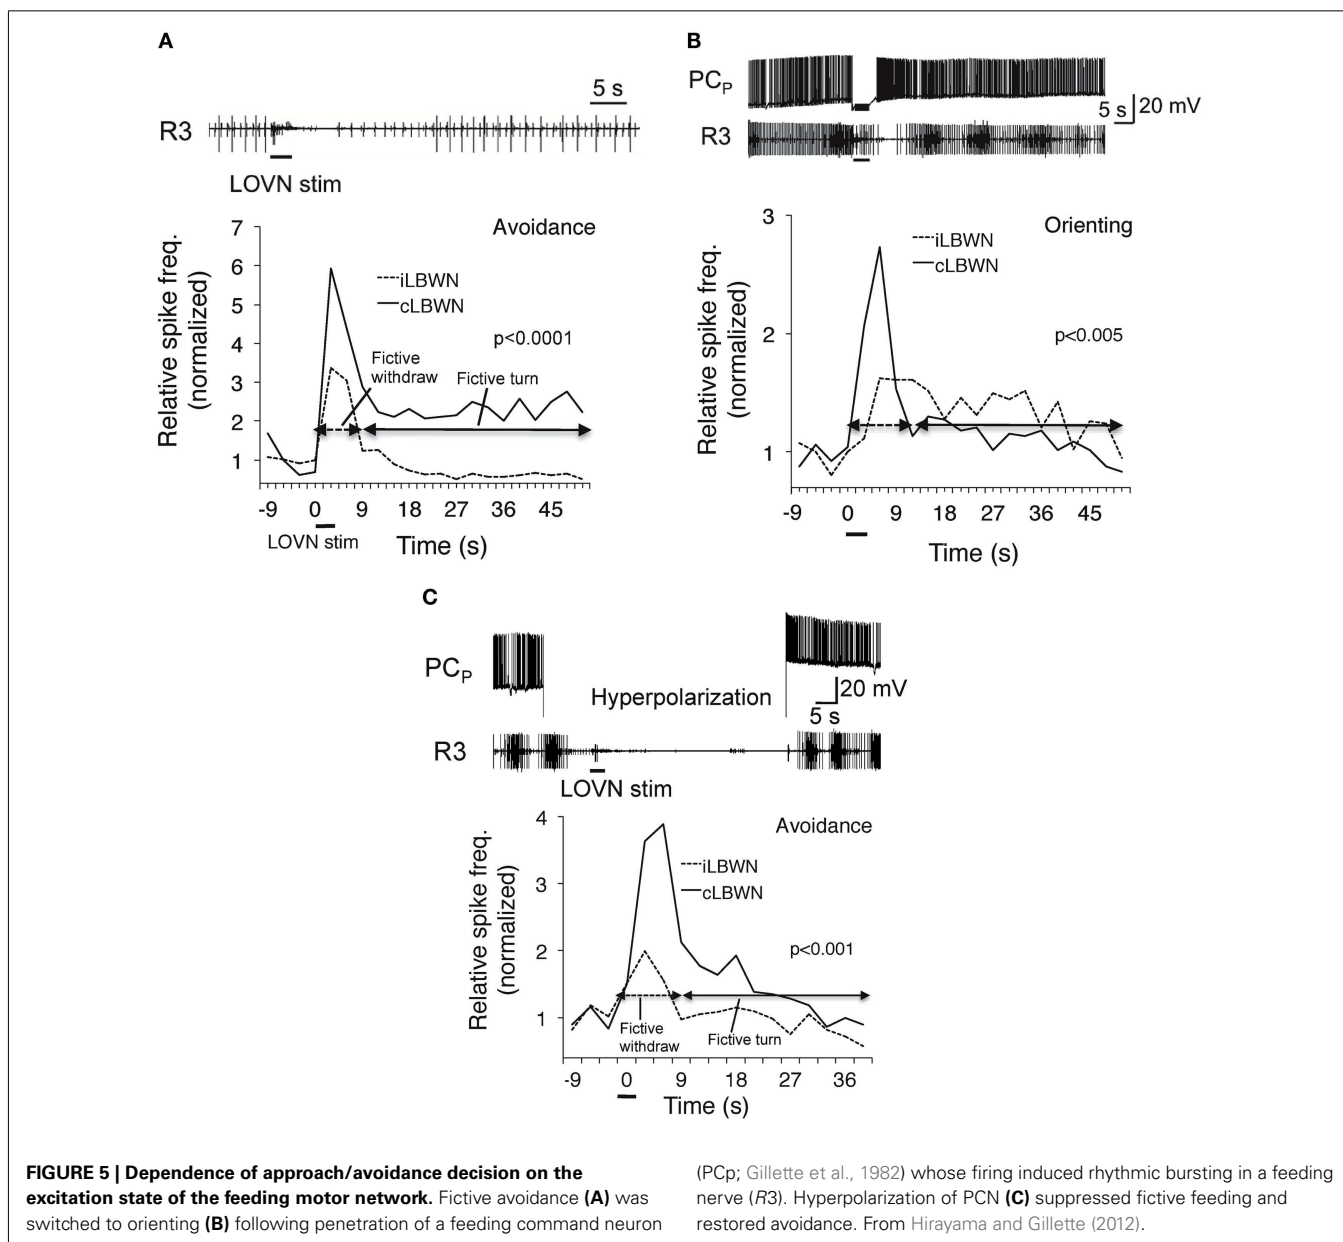 A
5 s
R3
LOVN stim
7
6
5
4
3
2
1
Relative spike freq.
(normalized)
Avoidance
iLBWN
cLBWN
p<0.0001
Fictive
withdraw
Fictive turn
-9 0 9 18 27 36 45
LOVN stim
Time (s)
B
PCP
5 s 20 mV
R3
3
2
1
Relative spike freq.
(normalized)
Orienting
iLBWN
cLBWN
p<0.005
-9 0 9 18 27 36 45
Time (s)
C
PCP
Hyperpolarization
20 mV
5 s
R3
LOVN stim
4
3
2
1
Relative spike freq.
(normalized)
Avoidance
iLBWN
cLBWN
p<0.001
Fictive
withdraw
Fictive turn
-9 0 9 18 27 36
Time (s)
FIGURE 5 | Dependence of approach/avoidance decision on the
excitation state of the feeding motor network. Fictive avoidance (A) was
switched to orienting (B) following penetration of a feeding command neuron
(PCp; Gillette et al., 1982) whose firing induced rhythmic bursting in a feeding
nerve (R3). Hyperpolarization of PCN (C) suppressed fictive feeding and
restored avoidance. From Hirayama and Gillette (2012).